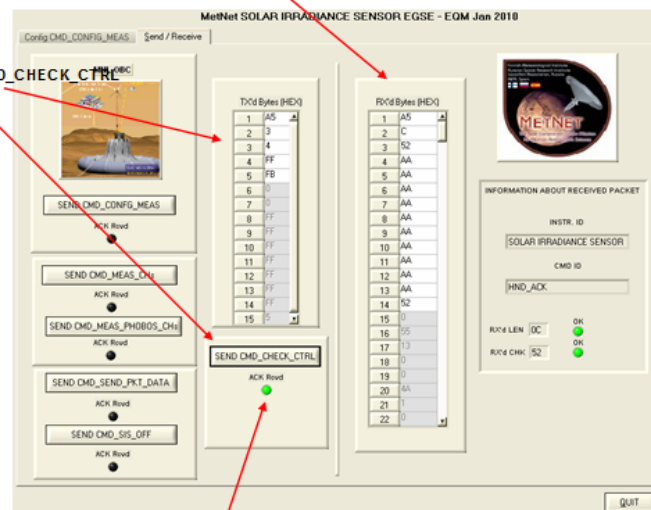 MetNet SOLAR IRRADIANCE SENSOR EGSE - EQM Jan 2010
Config CMD_CONFIG_MEAS
Send / Receive
D_CHECK_CTRL
SEND CMD_CONFG_MEAS
ACK Rcvd
SEND CMD_MEAS_CHs
ACK Rcvd
SEND CMD_MEAS_PHOBOS_CHs
ACK Rcvd
SEND CMD_SEND_PKT_DATA
ACK Rcvd
SEND CMD_SIS_OFF
ACK Rcvd
TX'd Bytes (HEX)
1 A5
2 3
3 4
4 FF
5 FB
6 0
7 0
8 FF
9 FF
10 FF
11 FF
12 FF
13 FF
14 FF
15 5
SEND CMD_CHECK_CTRL
ACK Rcvd
RX'd Bytes (HEX)
1 A5
2 C
3 52
4 AA
5 AA
6 AA
7 AA
8 AA
9 AA
10 AA
11 AA
12 AA
13 AA
14 52
15 0
16 55
17 13
18 0
19 0
20 4A
21 1
22 0
METNET
INFORMATION ABOUT RECEIVED PACKET
INSTR. ID
SOLAR IRRADIANCE SENSOR
CMD ID
HND_ACK
OK
RX'd LEN 0C
OK
RX'd CHK 52
QUIT